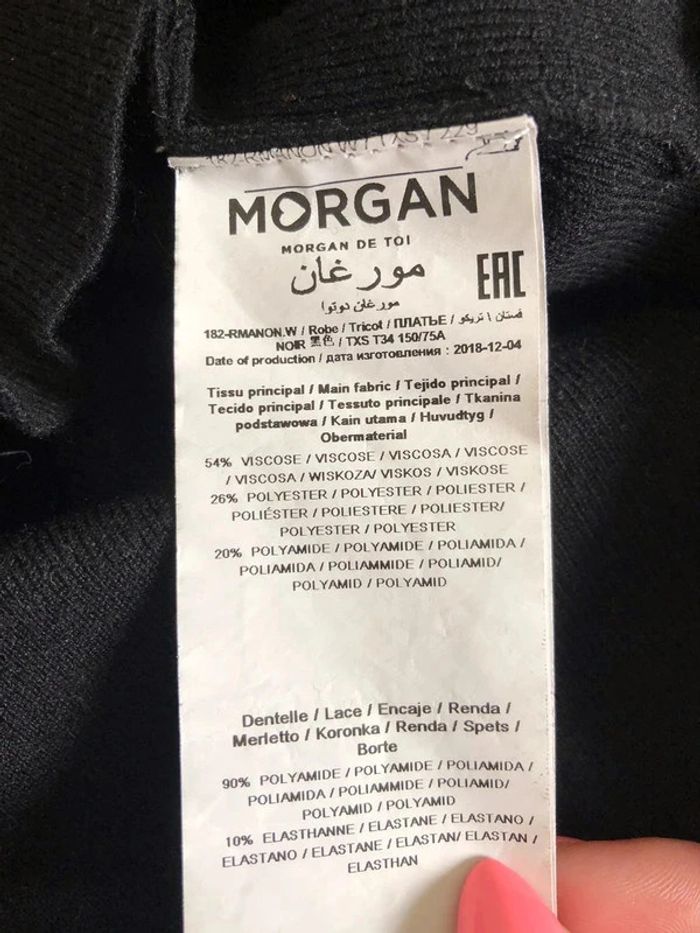 MORGAN
MORGAN DE TOI
مورغان
EAC
مورغان دوتوا
182-RMANON.W / Robe / Tricot / ПЛАТЬЕ / فستان \ تريكو
NOIR 黑色 / TXS T34 150/75A
Date of production / дата изготовления : 2018-12-04
Tissu principal / Main fabric / Tejido principal /
Tecido principal / Tessuto principale / Tkanina
podstawowa / Kain utama / Huvudtyg /
Obermaterial
54% VISCOSE / VISCOSE / VISCOSA / VISCOSE
/ VISCOSA / WISKOZA/ VISKOS / VISKOSE
26% POLYESTER / POLYESTER / POLIESTER /
POLIÉSTER / POLIESTERE / POLIESTER/
POLYESTER / POLYESTER
20% POLYAMIDE / POLYAMIDE / POLIAMIDA /
POLIAMIDA / POLIAMMIDE / POLIAMID/
POLYAMID / POLYAMID
Dentelle / Lace / Encaje / Renda /
Merletto / Koronka / Renda / Spets /
Borte
90% POLYAMIDE / POLYAMIDE / POLIAMIDA /
POLIAMIDA / POLIAMMIDE / POLIAMID/
POLYAMID / POLYAMID
10% ELASTHANNE / ELASTANE / ELASTANO /
ELASTANO / ELASTANE / ELASTAN/ ELASTAN /
ELASTHAN